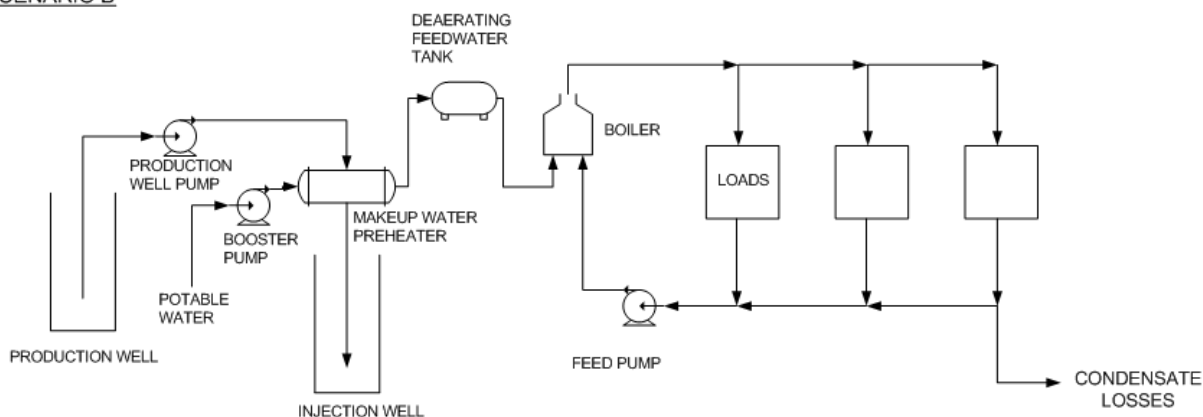 DEAERATING
FEEDWATER
TANK
BOILER
PRODUCTION
WELL PUMP
LOADS
MAKEUP WATER
PREHEATER
BOOSTER
PUMP
POTABLE
WATER
PRODUCTION WELL
FEED PUMP
INJECTION WELL
CONDENSATE
LOSSES